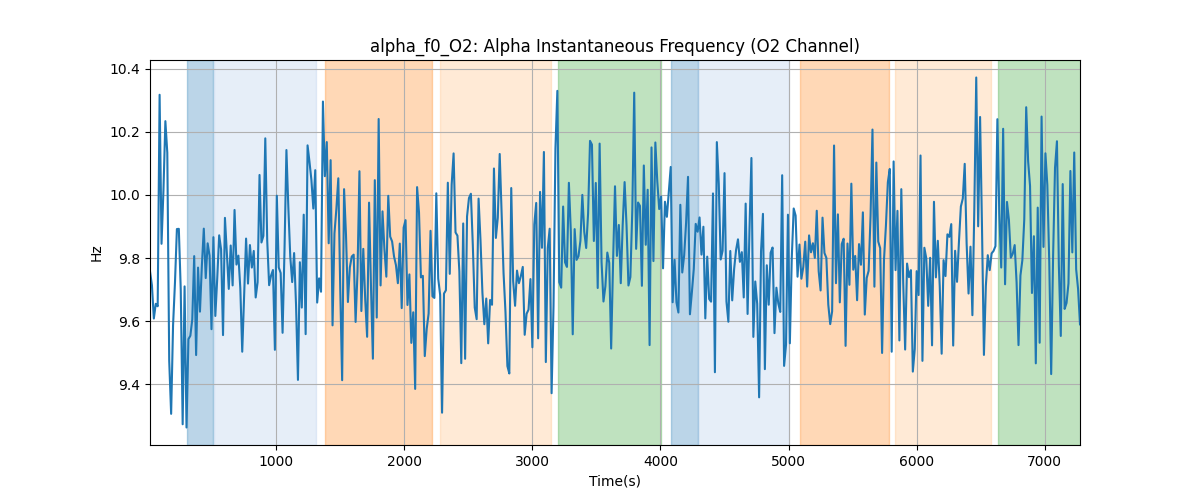 alpha_f0_O2: Alpha Instantaneous Frequency (O2 Channel)
Hz
10.4
10.2
10.0
9.8
9.6
9.4
1000 2000 3000 4000 5000 6000 7000
Time(s)